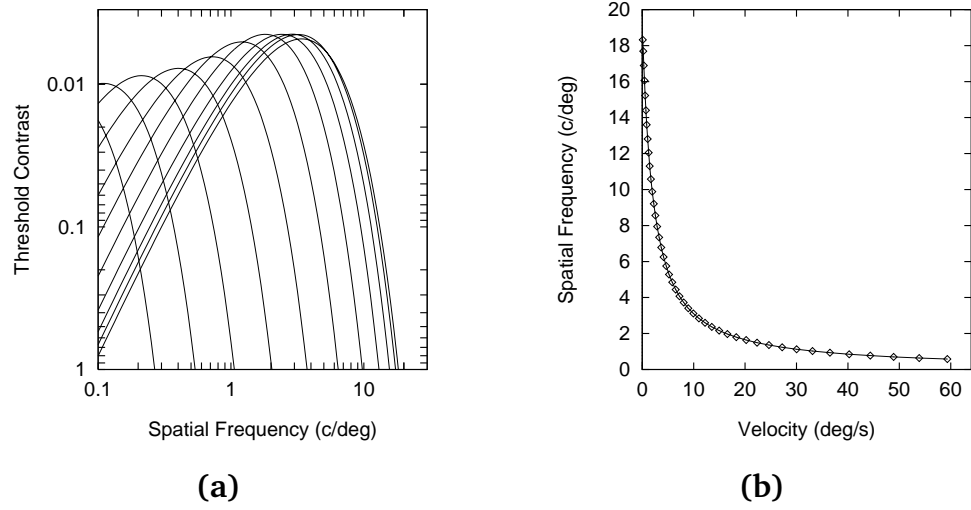 0.01
0.1
1
0.1 1 10
Threshold Contrast
Spatial Frequency (c/deg)
(a)
20
18
16
14
12
10
8
6
4
2
0
0 10 20 30 40 50 60
Spatial Frequency (c/deg)
Velocity (deg/s)
(b)